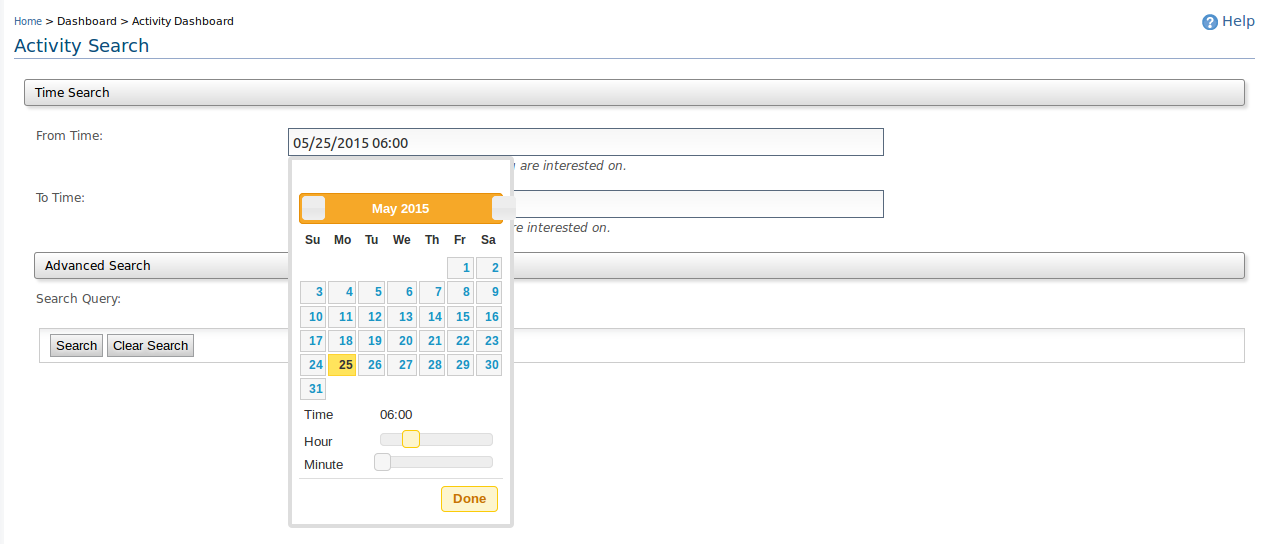 Home > Dashboard > Activity Dashboard
Help
Activity Search
Time Search
From Time:
05/25/2015 06:00
are interested on.
To Time:
May 2015
are interested on.
Su Mo Tu We Th Fr Sa
Advanced Search
1 2
Search Query:
3 4 5 6 7 8 9
10 11 12 13 14 15 16
17 18 19 20 21 22 23
Search Clear Search
24 25 26 27 28 29 30
31
Time 06:00
Hour
Minute
Done